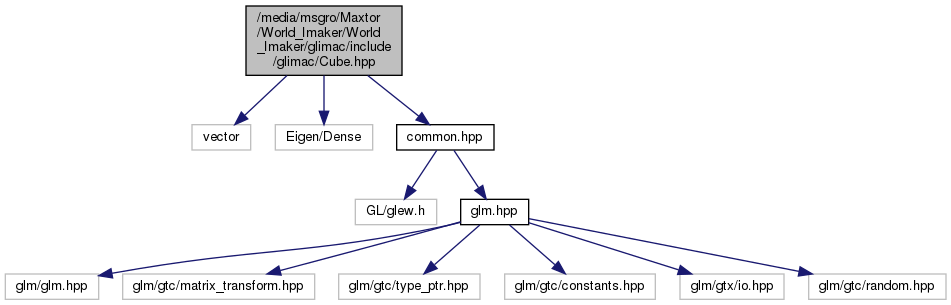 /media/msgro/Maxtor
/World_Imaker/World
_Imaker/glimac/include
/glimac/Cube.hpp
vector
Eigen/Dense
common.hpp
GL/glew.h
glm.hpp
glm/glm.hpp
glm/gtc/matrix_transform.hpp
glm/gtc/type_ptr.hpp
glm/gtc/constants.hpp
glm/gtx/io.hpp
glm/gtc/random.hpp